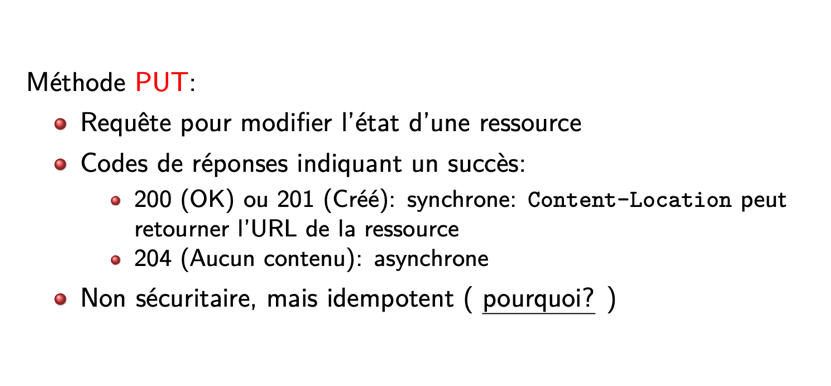 Méthode PUT:
Requête pour modifier l'état d'une ressource
Codes de réponses indiquant un succès:
200 (OK) ou 201 (Créé): synchrone: Content-Location peut
retourner l'URL de la ressource
204 (Aucun contenu): asynchrone
Non sécuritaire, mais idempotent ( pourquoi? )